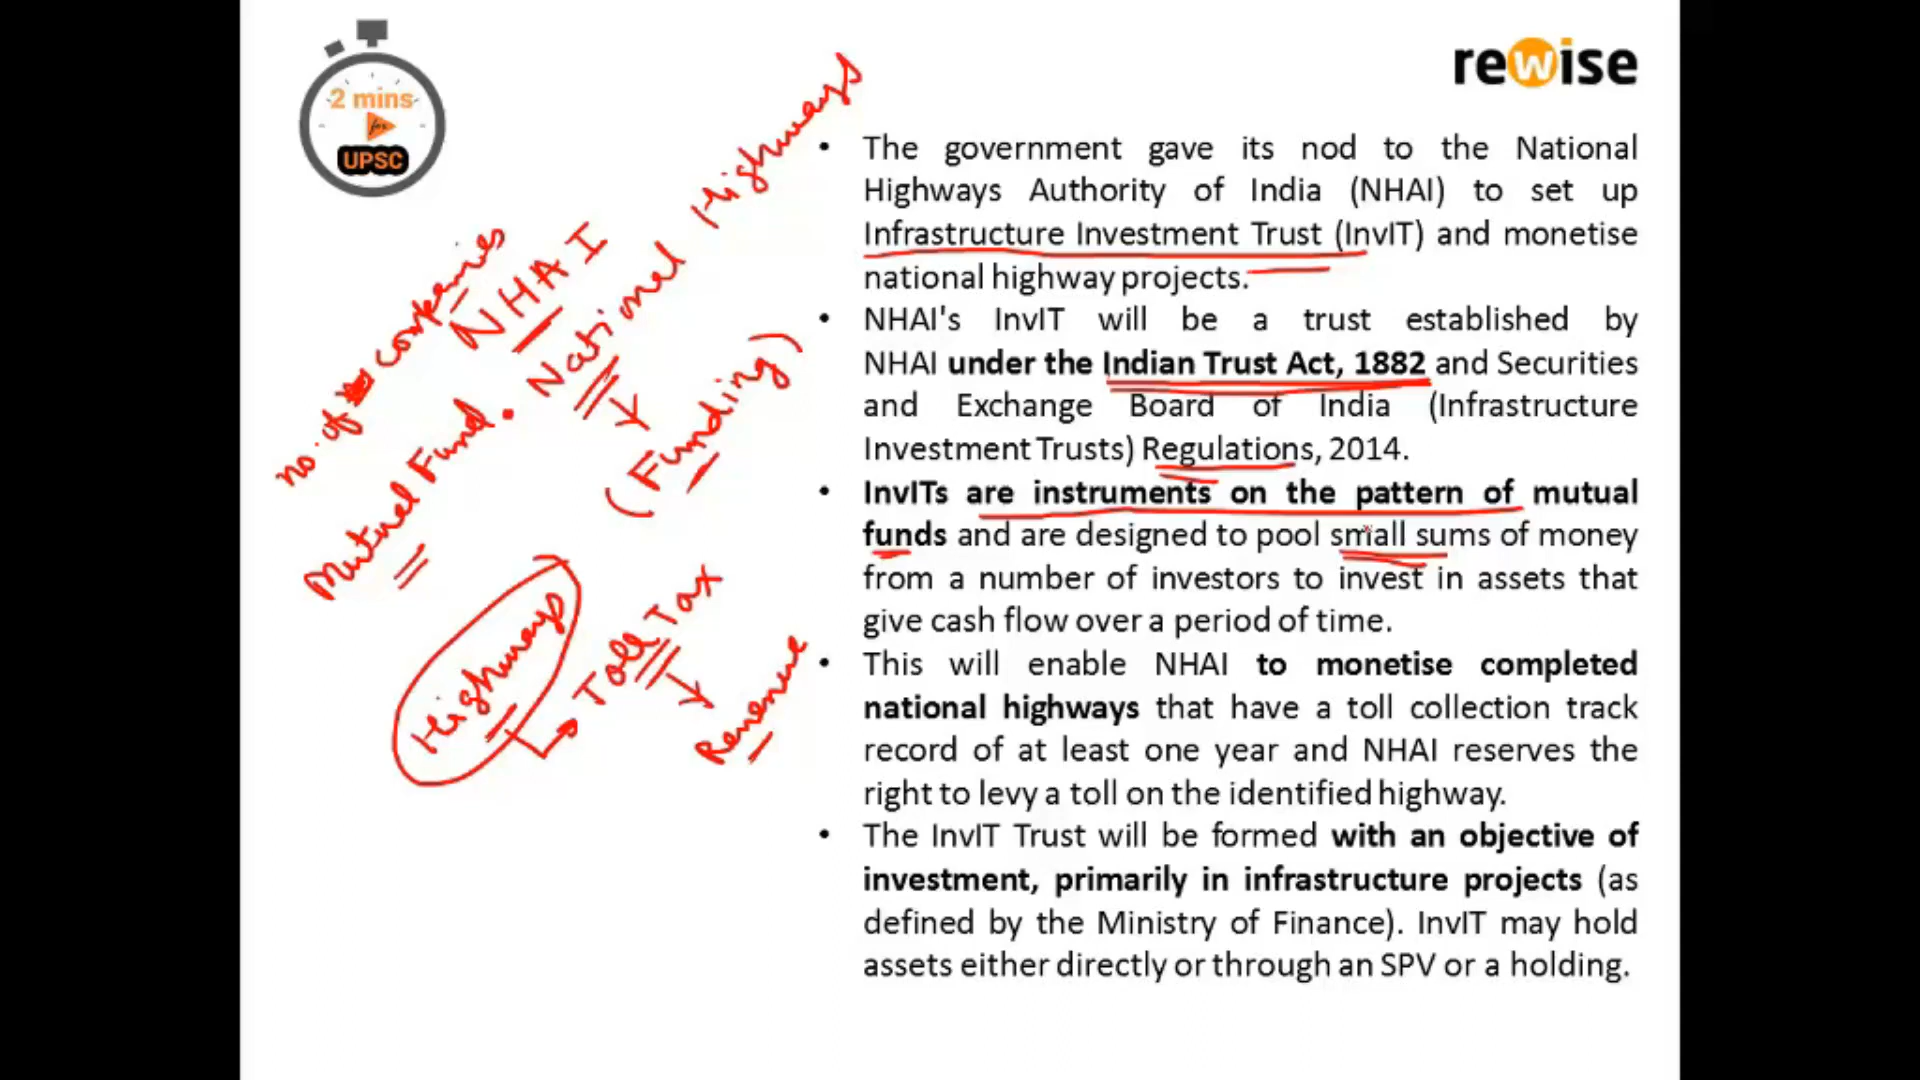 2 mins
for
UPSC
rewise
The government gave its nod to the National
Highways Authority of India (NHAI) to set up
Infrastructure Investment Trust (InvIT) and monetise
national highway projects.
NHAI's InvIT will be a trust established by
NHAI under the Indian Trust Act, 1882 and Securities
and Exchange Board of India (Infrastructure
Investment Trusts) Regulations, 2014.
InvITs are instruments on the pattern of mutual
funds and are designed to pool small sums of money
from a number of investors to invest in assets that
give cash flow over a period of time.
This will enable NHAI to monetise completed
national highways that have a toll collection track
record of at least one year and NHAI reserves the
right to levy a toll on the identified highway.
The InvIT Trust will be formed with an objective of
investment, primarily in infrastructure projects (as
defined by the Ministry of Finance). InvIT may hold
assets either directly or through an SPV or a holding.
no. of companies
NHAI
National Highways
(Funding)
Mutual Fund.
Highways
Toll Tax
Revenue